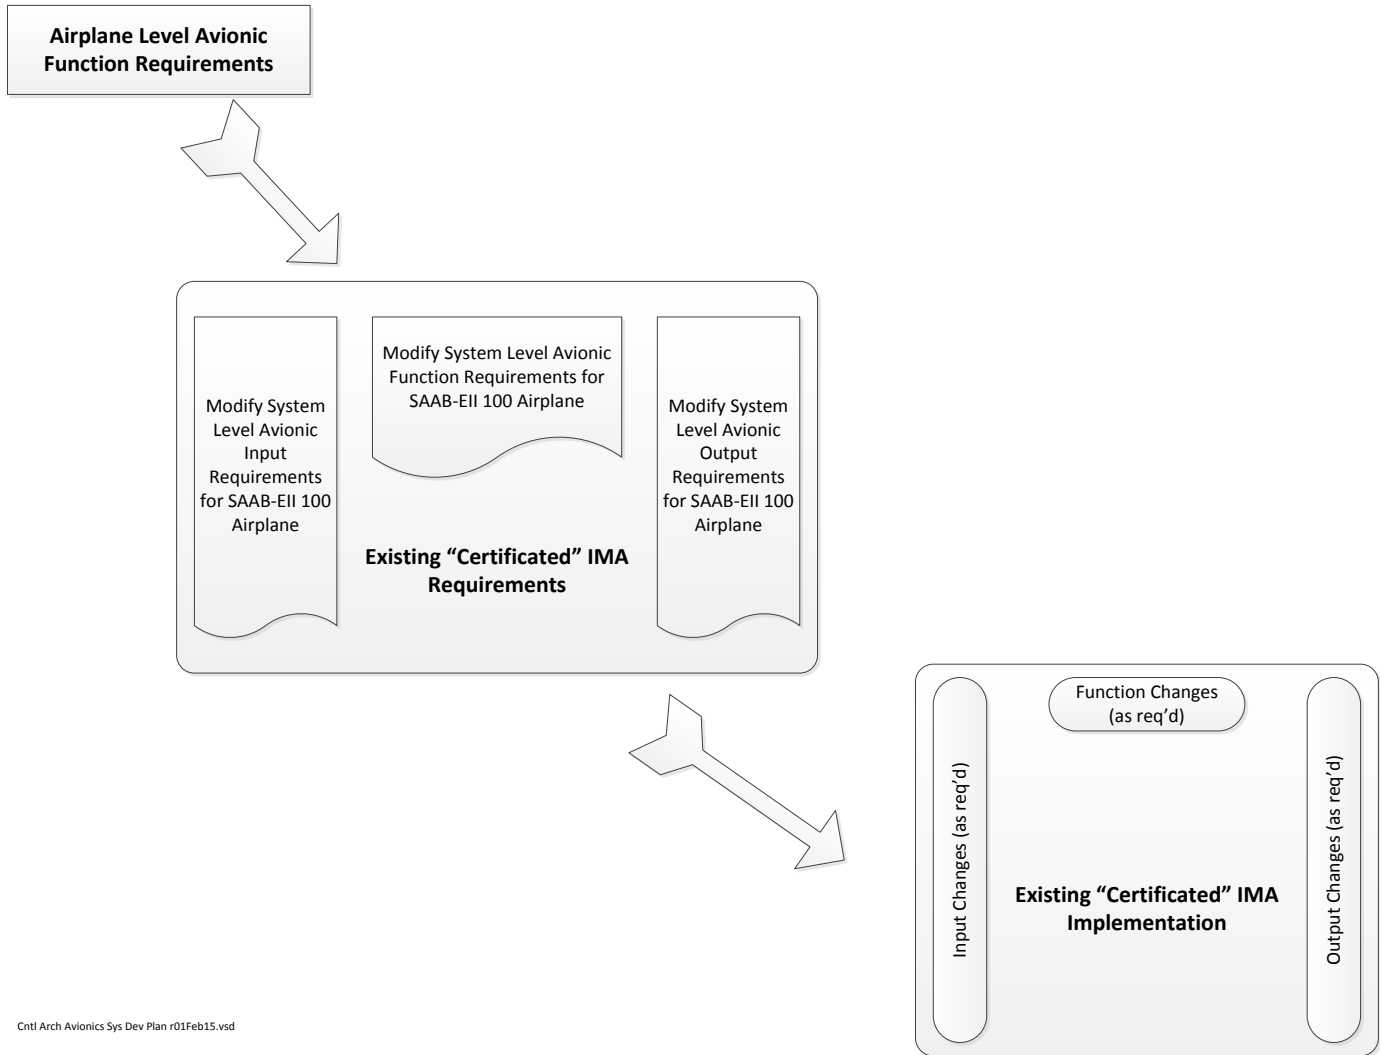 Airplane Level Avionic
Function Requirements
Modify System
Level Avionic
Input
Requirements
for SAAB-EII 100
Airplane
Modify System Level Avionic
Function Requirements for
SAAB-EII 100 Airplane
Modify System
Level Avionic
Output
Requirements
for SAAB-EII 100
Airplane
Existing “Certificated” IMA
Requirements
Function Changes
(as req’d)
Input Changes (as req’d)
Existing “Certificated” IMA
Implementation
Output Changes (as req’d)
Cntl Arch Avionics Sys Dev Plan r01Feb15.vsd